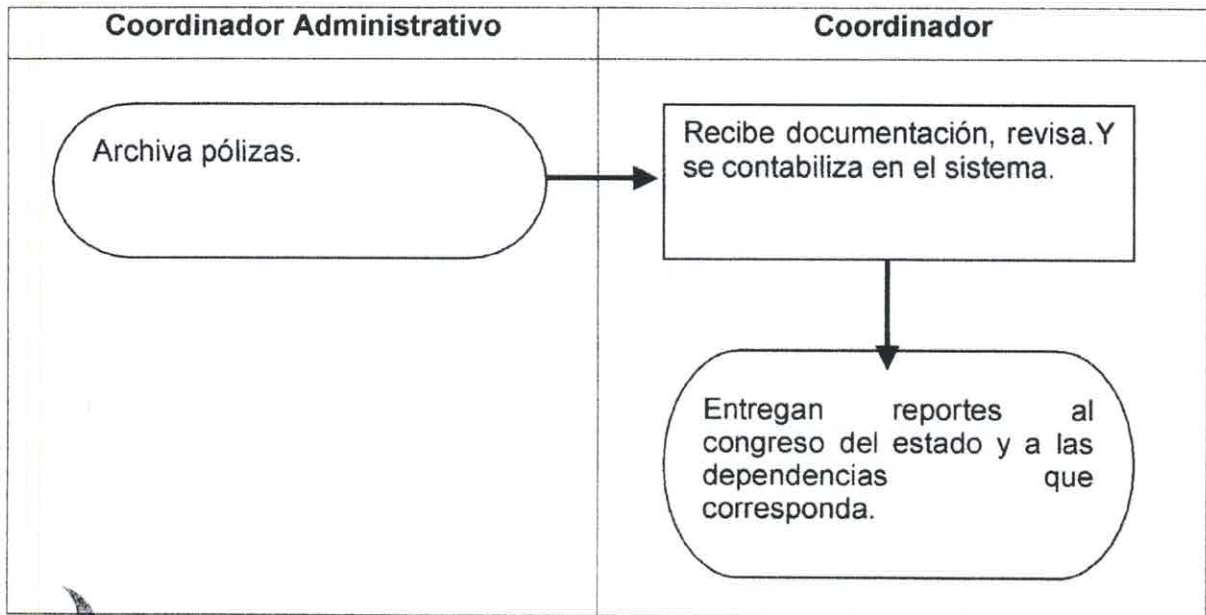 Coordinador Administrativo
Coordinador
Archiva pólizas.
Recibe documentación, revisa.Y
se contabiliza en el sistema.
Entregan reportes al
congreso del estado y a las
dependencias que
corresponda.